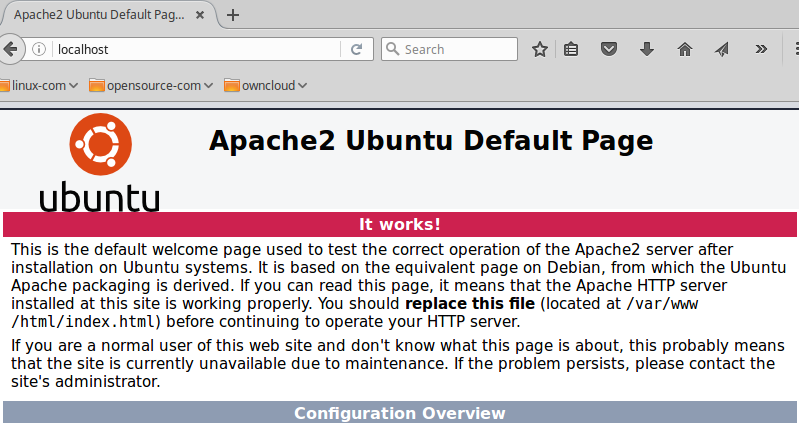 Apache2 Ubuntu Default Pag...
localhost
Search
linux-com
opensource-com
owncloud
ubuntu
Apache2 Ubuntu Default Page
It works!
This is the default welcome page used to test the correct operation of the Apache2 server after
installation on Ubuntu systems. It is based on the equivalent page on Debian, from which the Ubuntu
Apache packaging is derived. If you can read this page, it means that the Apache HTTP server
installed at this site is working properly. You should replace this file (located at /var/www
/html/index.html) before continuing to operate your HTTP server.
If you are a normal user of this web site and don't know what this page is about, this probably means
that the site is currently unavailable due to maintenance. If the problem persists, please contact the
site's administrator.
Configuration Overview